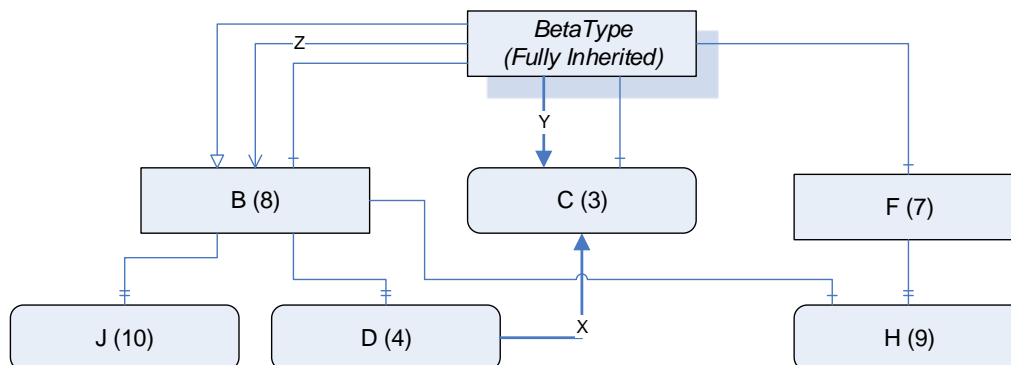 BetaType
(Fully Inherited)
Z
Y
B (8)
C (3)
F (7)
X
J (10)
D (4)
H (9)